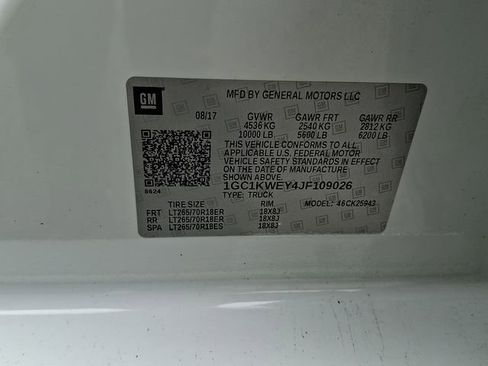 GM
MFD BY GENERAL MOTORS LLC
08/17 GVWR GAWR FRT GAWR RR
4536 KG 2540 KG 2812 KG
10000 LB 5600 LB 6200 LB
THIS VEHICLE CONFORMS TO ALL
APPLICABLE U.S. FEDERAL MOTOR
VEHICLE SAFETY STANDARDS IN EFFECT
ON THE DATE OF MANUFACTURE
SHOWN ABOVE.
1GC1KWEY4JF109026
8624 TYPE: TRUCK
TIRE SIZE RIM MODEL: 46CK25943
FRT LT265/70R18ER 18X8J
RR LT265/70R18ER 18X8J
SPA LT265/70R18ES 18X8J